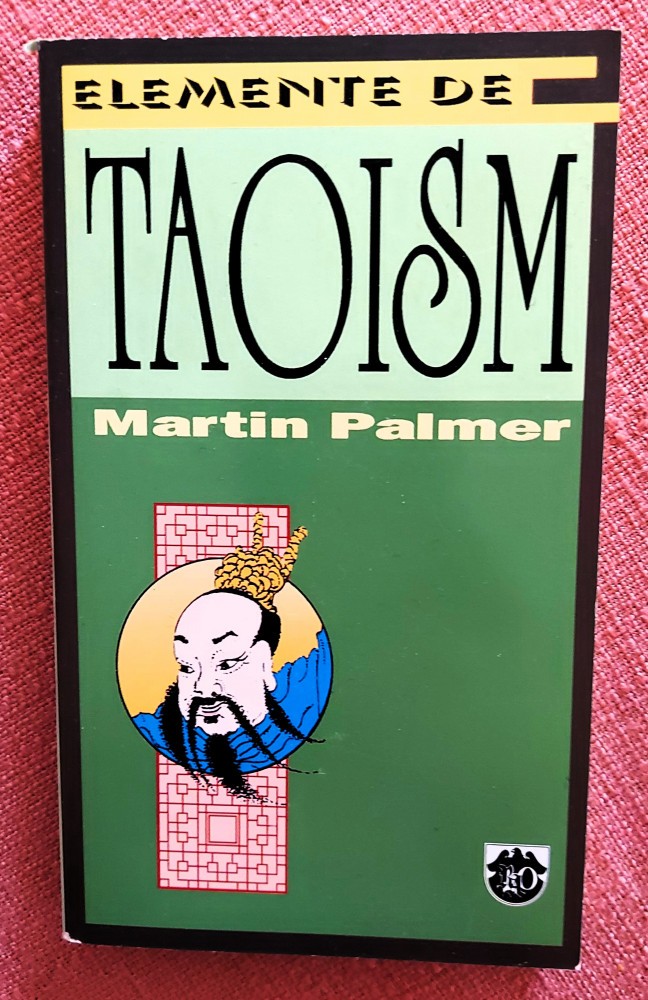 ELEMENTE DE
TAOISM
Martin Palmer